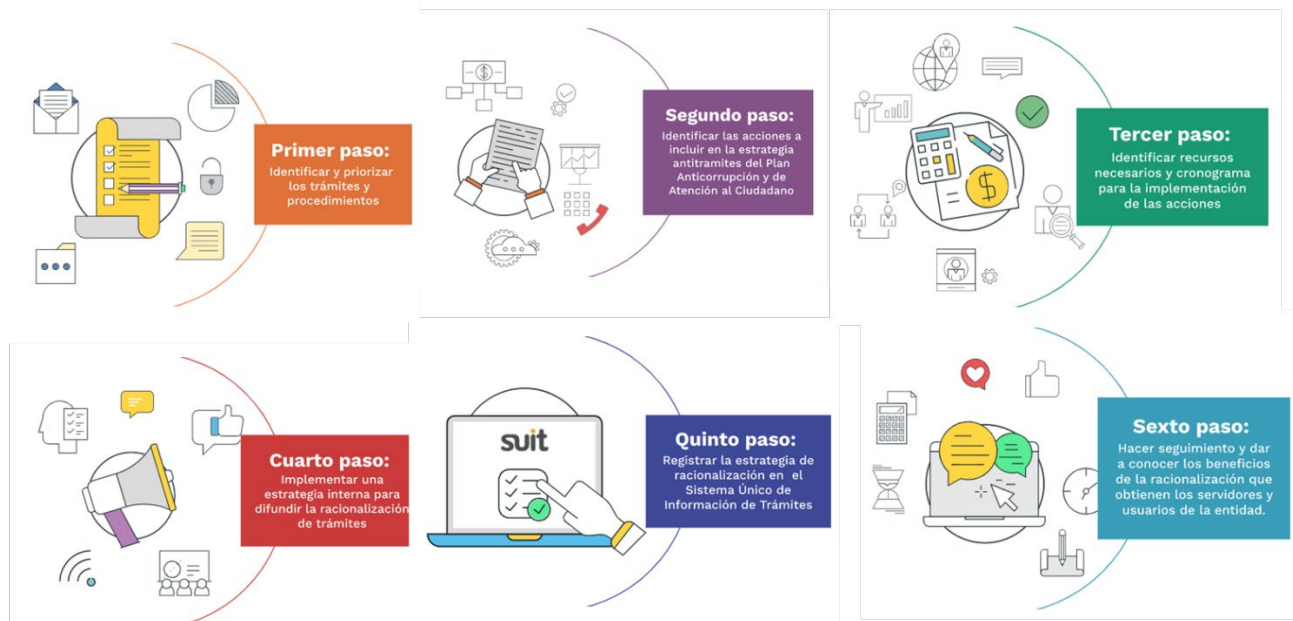 Primer paso:
Identificar y priorizar
los trámites y
procedimientos
Segundo paso:
Identificar las acciones a
incluir en la estrategia
antitramites del Plan
Anticorrupción y de
Atención al Ciudadano
Tercer paso:
Identificar recursos
necesarios y cronograma
para la implementación
de las acciones
Cuarto paso:
Implementar una
estrategia interna para
difundir la racionalización
de trámites
suit
Quinto paso:
Registrar la estrategia de
racionalización en el
Sistema Único de
Información de Trámites
Sexto paso:
Hacer seguimiento y dar
a conocer los beneficios
de la racionalización que
obtienen los servidores y
usuarios de la entidad.